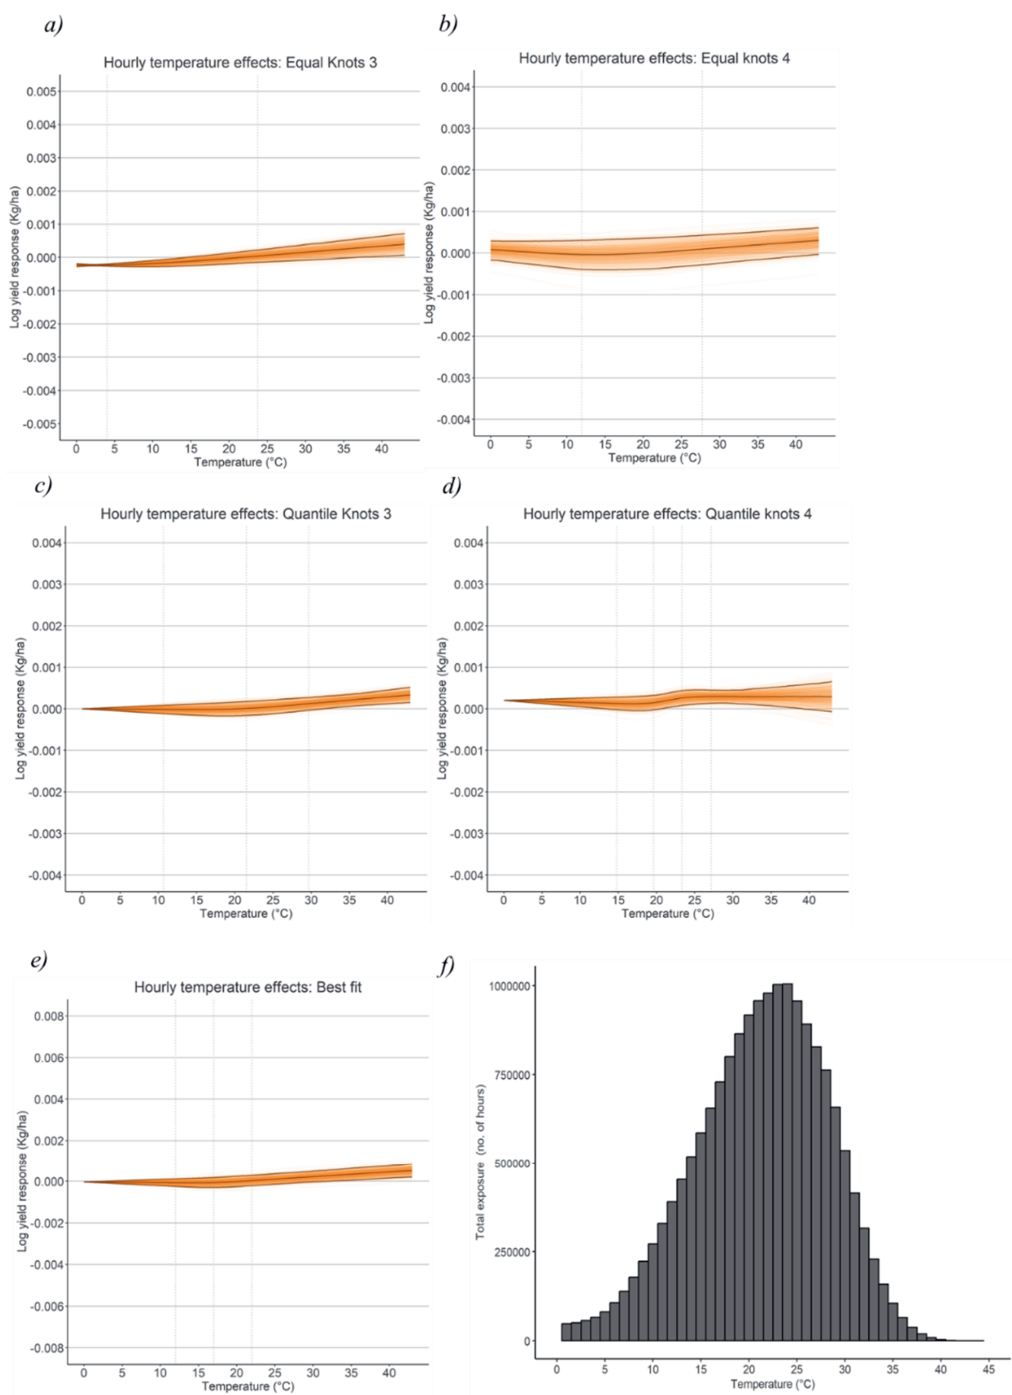 a)
Hourly temperature effects: Equal Knots 3
Log yield response (Kg/ha)
0.005
0.004
0.003
0.002
0.001
0.000
-0.001
-0.002
-0.003
-0.004
-0.005
0 5 10 15 20 25 30 35 40
Temperature (°C)
b)
Hourly temperature effects: Equal knots 4
Log yield response (Kg/ha)
0.004
0.003
0.002
0.001
0.000
-0.001
-0.002
-0.003
-0.004
0 5 10 15 20 25 30 35 40
Temperature (°C)
c)
Hourly temperature effects: Quantile Knots 3
Log yield response (Kg/ha)
0.004
0.003
0.002
0.001
0.000
-0.001
-0.002
-0.003
-0.004
0 5 10 15 20 25 30 35 40
Temperature (°C)
d)
Hourly temperature effects: Quantile knots 4
Log yield response (Kg/ha)
0.004
0.003
0.002
0.001
0.000
-0.001
-0.002
-0.003
-0.004
0 5 10 15 20 25 30 35 40
Temperature (°C)
e)
Hourly temperature effects: Best fit
Log yield response (Kg/ha)
0.008
0.006
0.004
0.002
0.000
-0.002
-0.004
-0.006
-0.008
0 5 10 15 20 25 30 35 40
Temperature (°C)
f)
Total exposure (no. of hours)
1000000
750000
500000
250000
0
0 5 10 15 20 25 30 35 40 45
Temperature (°C)